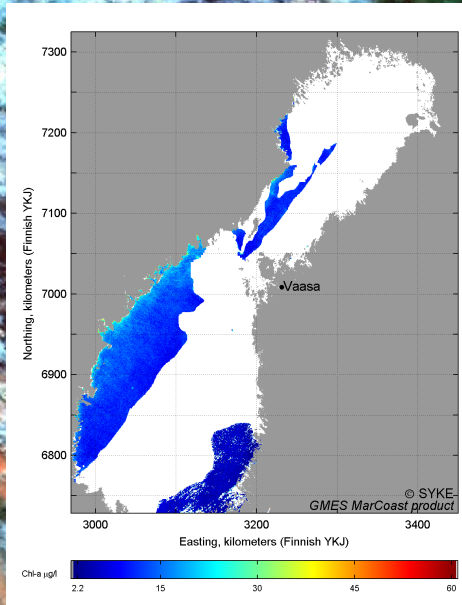 7300
7200
7100
7000
6900
6800
Northing, kilometers (Finnish YKJ)
Vaasa
© SYKE
GMES MarCoast product
3000 3200 3400
Easting, kilometers (Finnish YKJ)
Chl-a µg/l
2.2 15 30 45 60